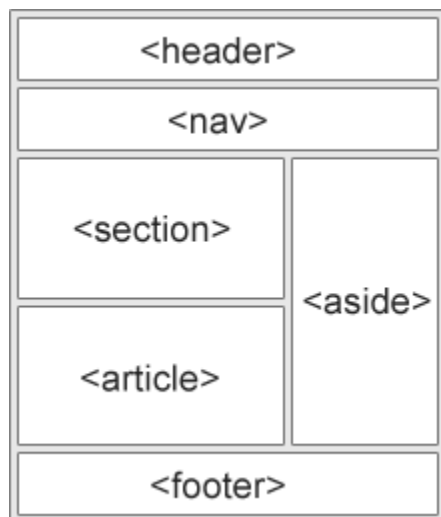 <header>
<nav>
<section>
<aside>
<article>
<footer>